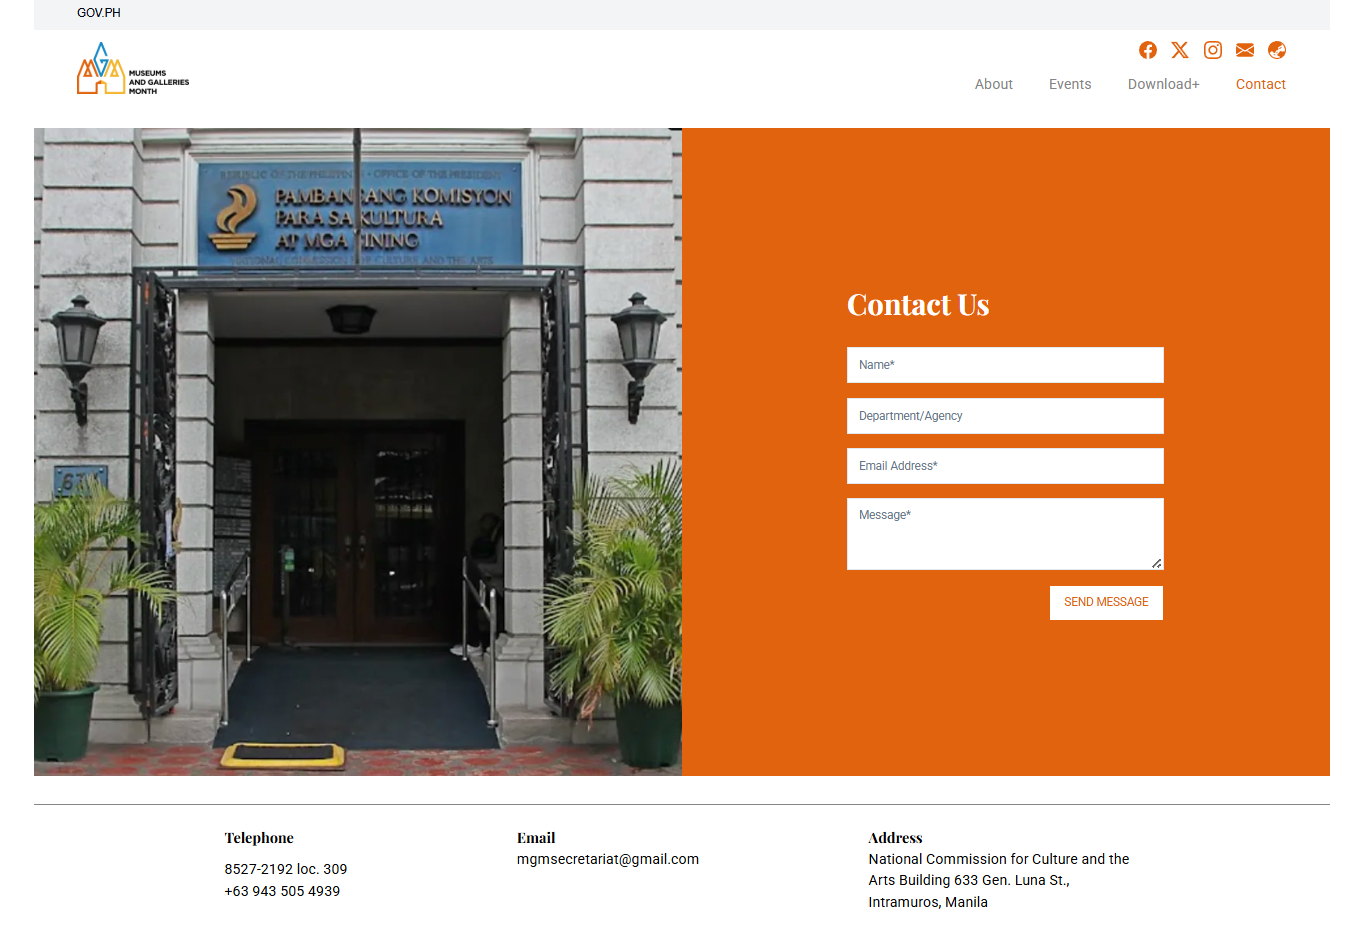 GOV.PH
MUSEUMS
AND GALLERIES
MONTH
About Events Download+ Contact
REPUBLIC OF THE PHILIPPINES • OFFICE OF THE PRESIDENT
PAMBANSANG KOMISYON
PARA SA KULTURA
AT MGA SINING
NATIONAL COMMISSION FOR CULTURE AND THE ARTS
Contact Us
Name*
Department/Agency
Email Address*
Message*
SEND MESSAGE
Telephone
8527-2192 loc. 309
+63 943 505 4939
Email
mgmsecretariat@gmail.com
Address
National Commission for Culture and the
Arts Building 633 Gen. Luna St.,
Intramuros, Manila